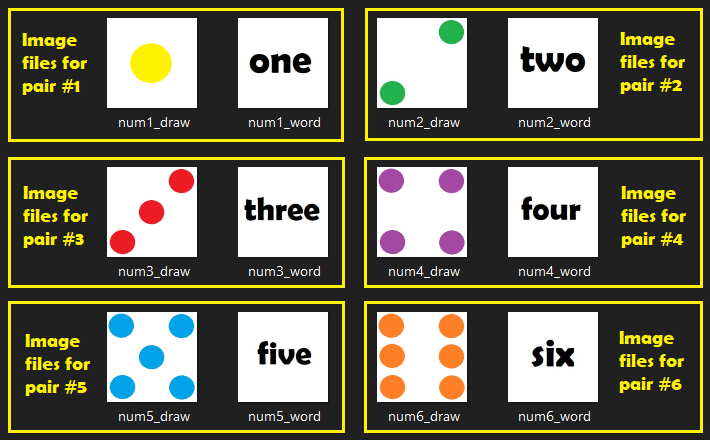 Image
files for
pair #1
one
num1_draw
num1_word
two
Image
files for
pair #2
num2_draw
num2_word
Image
files for
pair #3
three
num3_draw
num3_word
four
Image
files for
pair #4
num4_draw
num4_word
Image
files for
pair #5
five
num5_draw
num5_word
six
Image
files for
pair #6
num6_draw
num6_word